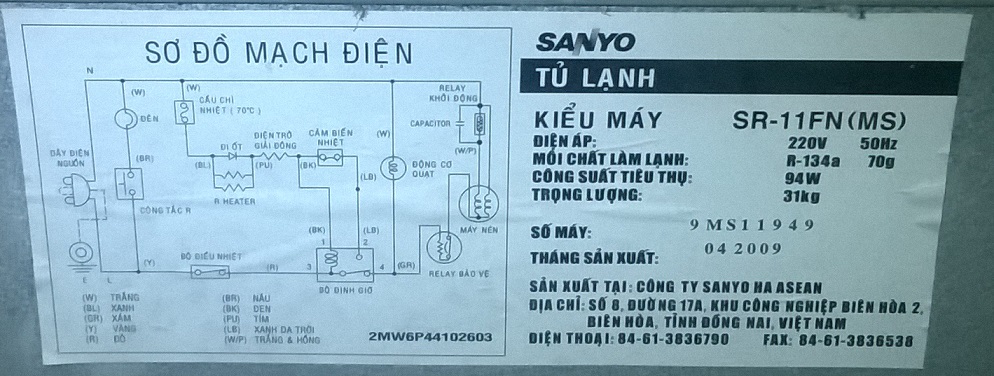 SƠ ĐỒ MẠCH ĐIỆN
N
(W)
ĐÈN
(BR)
DÂY ĐIỆN
NGUỒN
CÔNG TẮC R
E
L
(Y)
(W)
CẦU CHÌ
NHIỆT (70°C)
(BL)
ĐI ỐT
(PU)
R HEATER
ĐIỆN TRỞ
GIẢI ĐÔNG
(BK)
CẢM BIẾN
NHIỆT
(LB)
(W)
ĐỘNG CƠ
QUẠT
RELAY
KHỞI ĐỘNG
CAPACITOR
(W/P)
MÁY NÉN
RELAY BẢO VỆ
(BK)
(LB)
1
2
3
4
(GR)
BỘ ĐIỀU NHIỆT
(R)
BỘ ĐỊNH GIỜ
(W) TRẮNG
(BL) XANH
(GR) XÁM
(Y) VÀNG
(R) ĐỎ
(BR) NÂU
(BK) ĐEN
(PU) TÍM
(LB) XANH DA TRỜI
(W/P) TRẮNG & HỒNG
2MW6P44102603
SANYO
TỦ LẠNH
KIỂU MÁY SR-11FN(MS)
ĐIỆN ÁP: 220V 50Hz
MÔI CHẤT LÀM LẠNH: R-134a 70g
CÔNG SUẤT TIÊU THỤ: 94W
TRỌNG LƯỢNG: 31kg
SỐ MÁY: 9MS11949
THÁNG SẢN XUẤT: 04 2009
SẢN XUẤT TẠI: CÔNG TY SANYO HA ASEAN
ĐỊA CHỈ: SỐ 8, ĐƯỜNG 17A, KHU CÔNG NGHIỆP BIÊN HÒA 2,
BIÊN HÒA, TỈNH ĐỒNG NAI, VIỆT NAM
ĐIỆN THOẠI: 84-61-3836790 FAX: 84-61-3836538